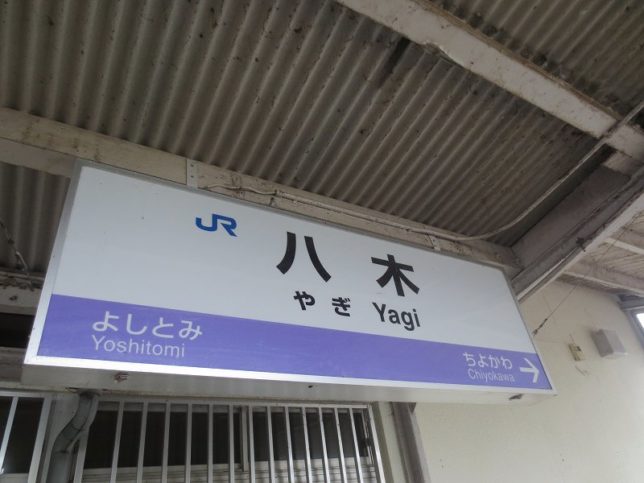 JR
八木
やぎ Yagi
よしとみ
Yoshitomi
ちよかわ
Chiyokawa